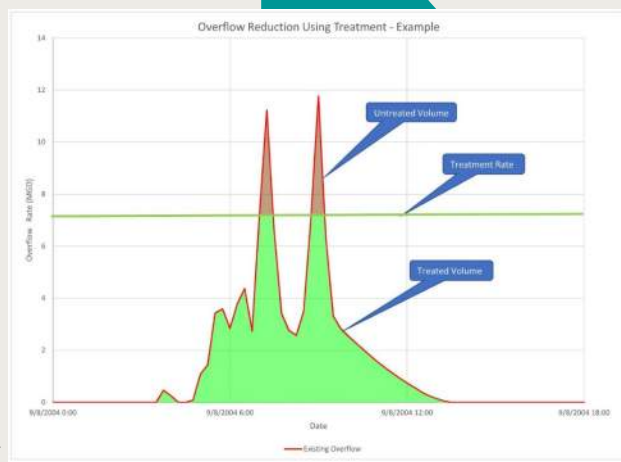 Overflow Reduction Using Treatment - Example
14
12
10
8
6
4
2
0
Overflow Rate (MGD)
Untreated Volume
Treatment Rate
Treated Volume
9/8/2004 0:00
9/8/2004 6:00
9/8/2004 12:00
9/8/2004 18:00
Date
Existing Overflow